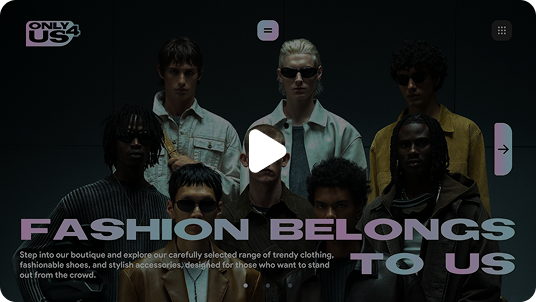 ONLY
US4
FASHION BELONGS
TO US
Step into our boutique and explore our carefully selected range of trendy clothing,
fashionable shoes, and stylish accessories, designed for those who want to stand
out from the crowd.